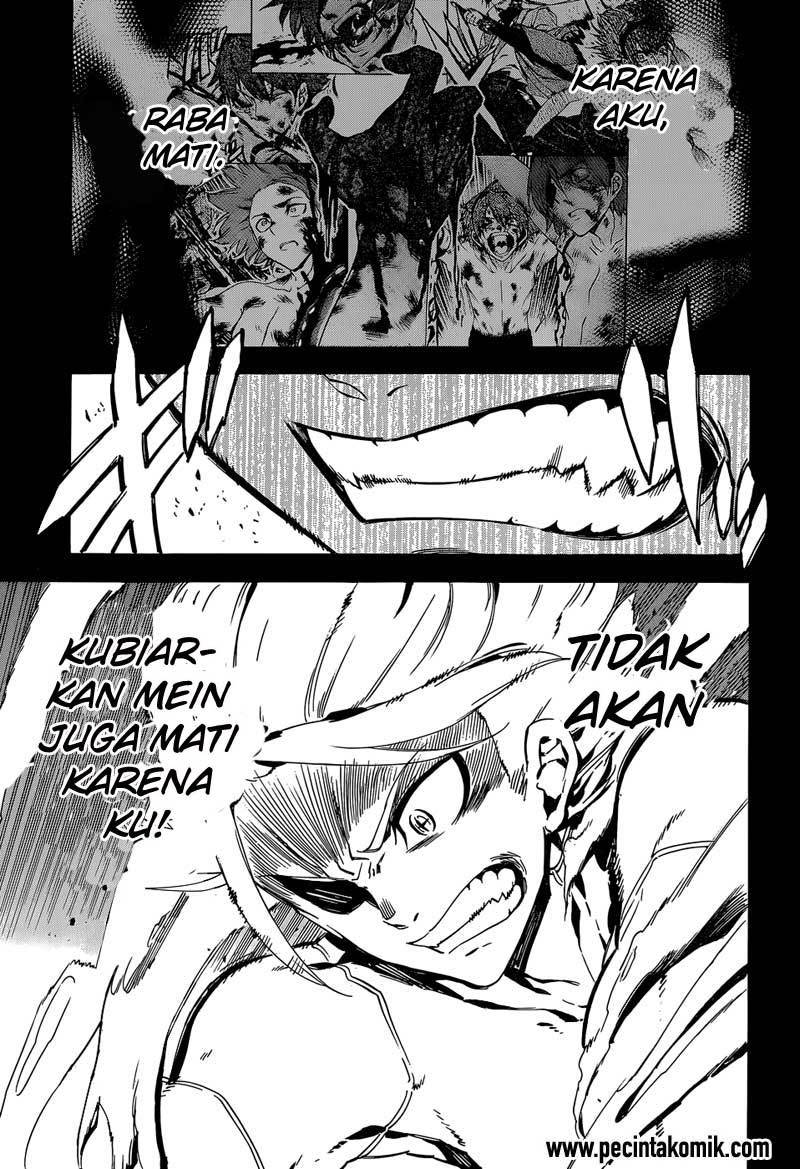 KARENA
AKU,
RABA
MATI.
TIDAK
AKAN
KUBIAR-
KAN MEIN
JUGA MATI
KARENA
KU!
www.pecintakomik.com